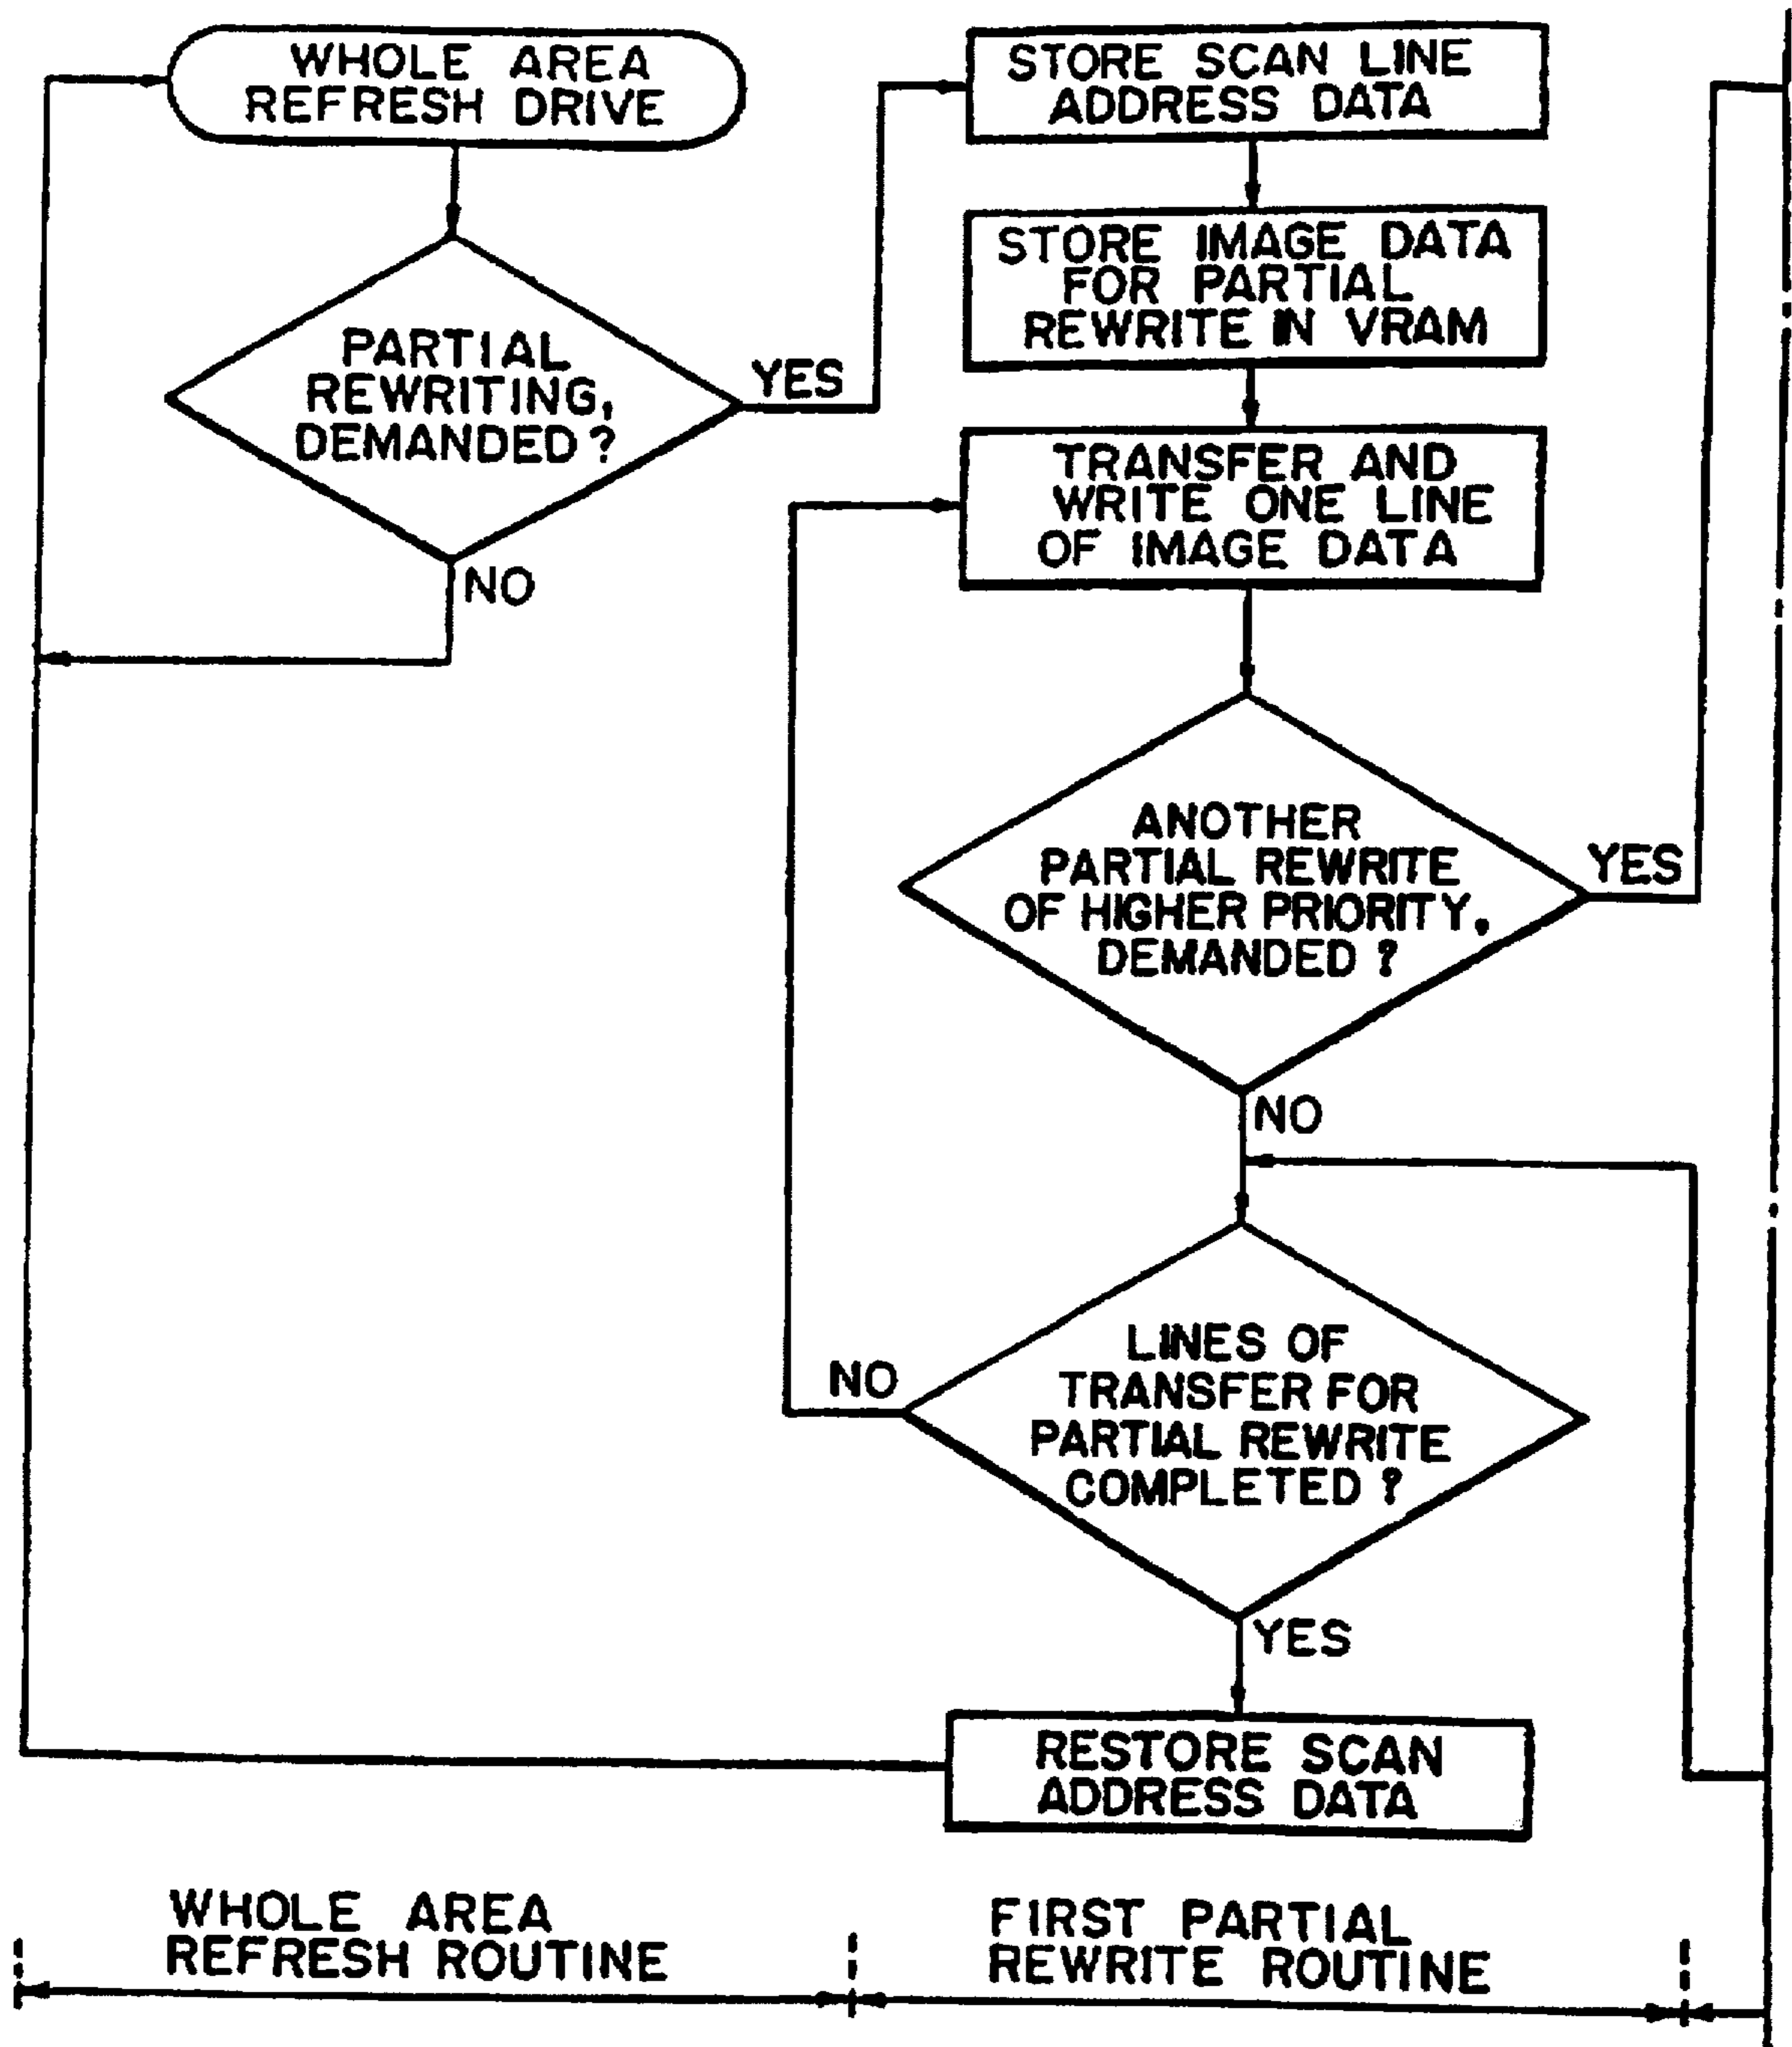 WHOLE AREA
REFRESH DRIVE
PARTIAL
REWRITING,
DEMANDED?
YES
NO
STORE SCAN LINE
ADDRESS DATA
STORE IMAGE DATA
FOR PARTIAL
REWRITE IN VRAM
TRANSFER AND
WRITE ONE LINE
OF IMAGE DATA
ANOTHER
PARTIAL REWRITE
OF HIGHER PRIORITY,
DEMANDED ?
YES
NO
LINES OF
TRANSFER FOR
PARTIAL REWRITE
COMPLETED ?
NO
YES
RESTORE SCAN
ADDRESS DATA
WHOLE AREA
REFRESH ROUTINE
FIRST PARTIAL
REWRITE ROUTINE